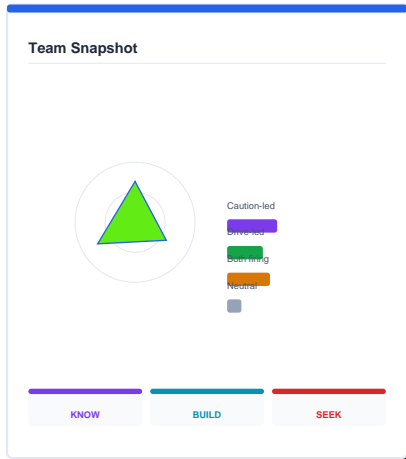 Team Snapshot
Caution-led
Drive-led
Both firing
Neutral
KNOW
BUILD
SEEK